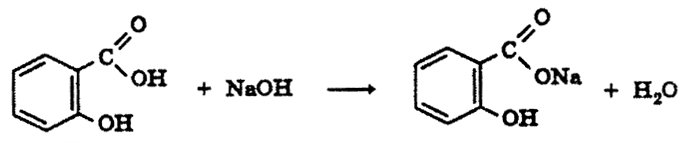 O O
C C
OH + NaOH ⟶ ONa + H₂O
OH OH